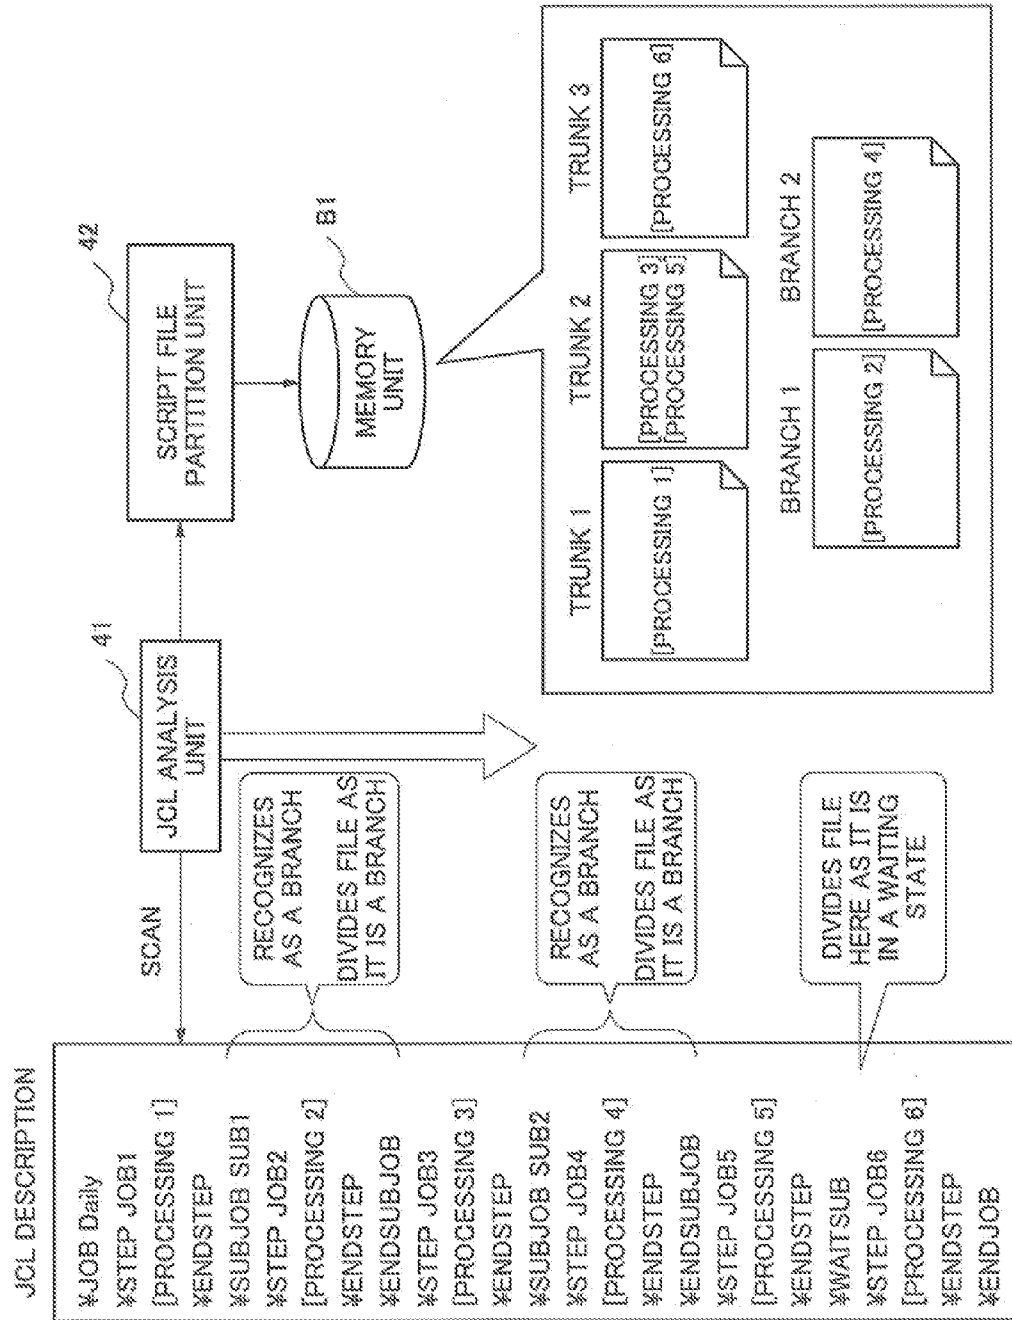 JCL DESCRIPTION
¥JOB Daily
¥STEP JOB1
[PROCESSING 1]
¥ENDSTEP
¥SUBJOB SUB1
¥STEP JOB2
[PROCESSING 2]
¥ENDSTEP
¥ENDSUBJOB
¥STEP JOB3
[PROCESSING 3]
¥ENDSTEP
¥SUBJOB SUB2
¥STEP JOB4
[PROCESSING 4]
¥ENDSTEP
¥ENDSUBJOB
¥STEP JOB5
[PROCESSING 5]
¥ENDSTEP
¥WAITSUB
¥STEP JOB6
[PROCESSING 6]
¥ENDSTEP
¥ENDJOB
SCAN
RECOGNIZES
AS A BRANCH
DIVIDES FILE AS
IT IS A BRANCH
RECOGNIZES
AS A BRANCH
DIVIDES FILE AS
IT IS A BRANCH
DIVIDES FILE
HERE AS IT IS
IN A WAITING
STATE
41
JCL ANALYSIS
UNIT
42
SCRIPT FILE
PARTITION UNIT
B1
MEMORY
UNIT
TRUNK 1
[PROCESSING 1]
TRUNK 2
[PROCESSING 3]
[PROCESSING 5]
TRUNK 3
[PROCESSING 6]
BRANCH 1
[PROCESSING 2]
BRANCH 2
[PROCESSING 4]